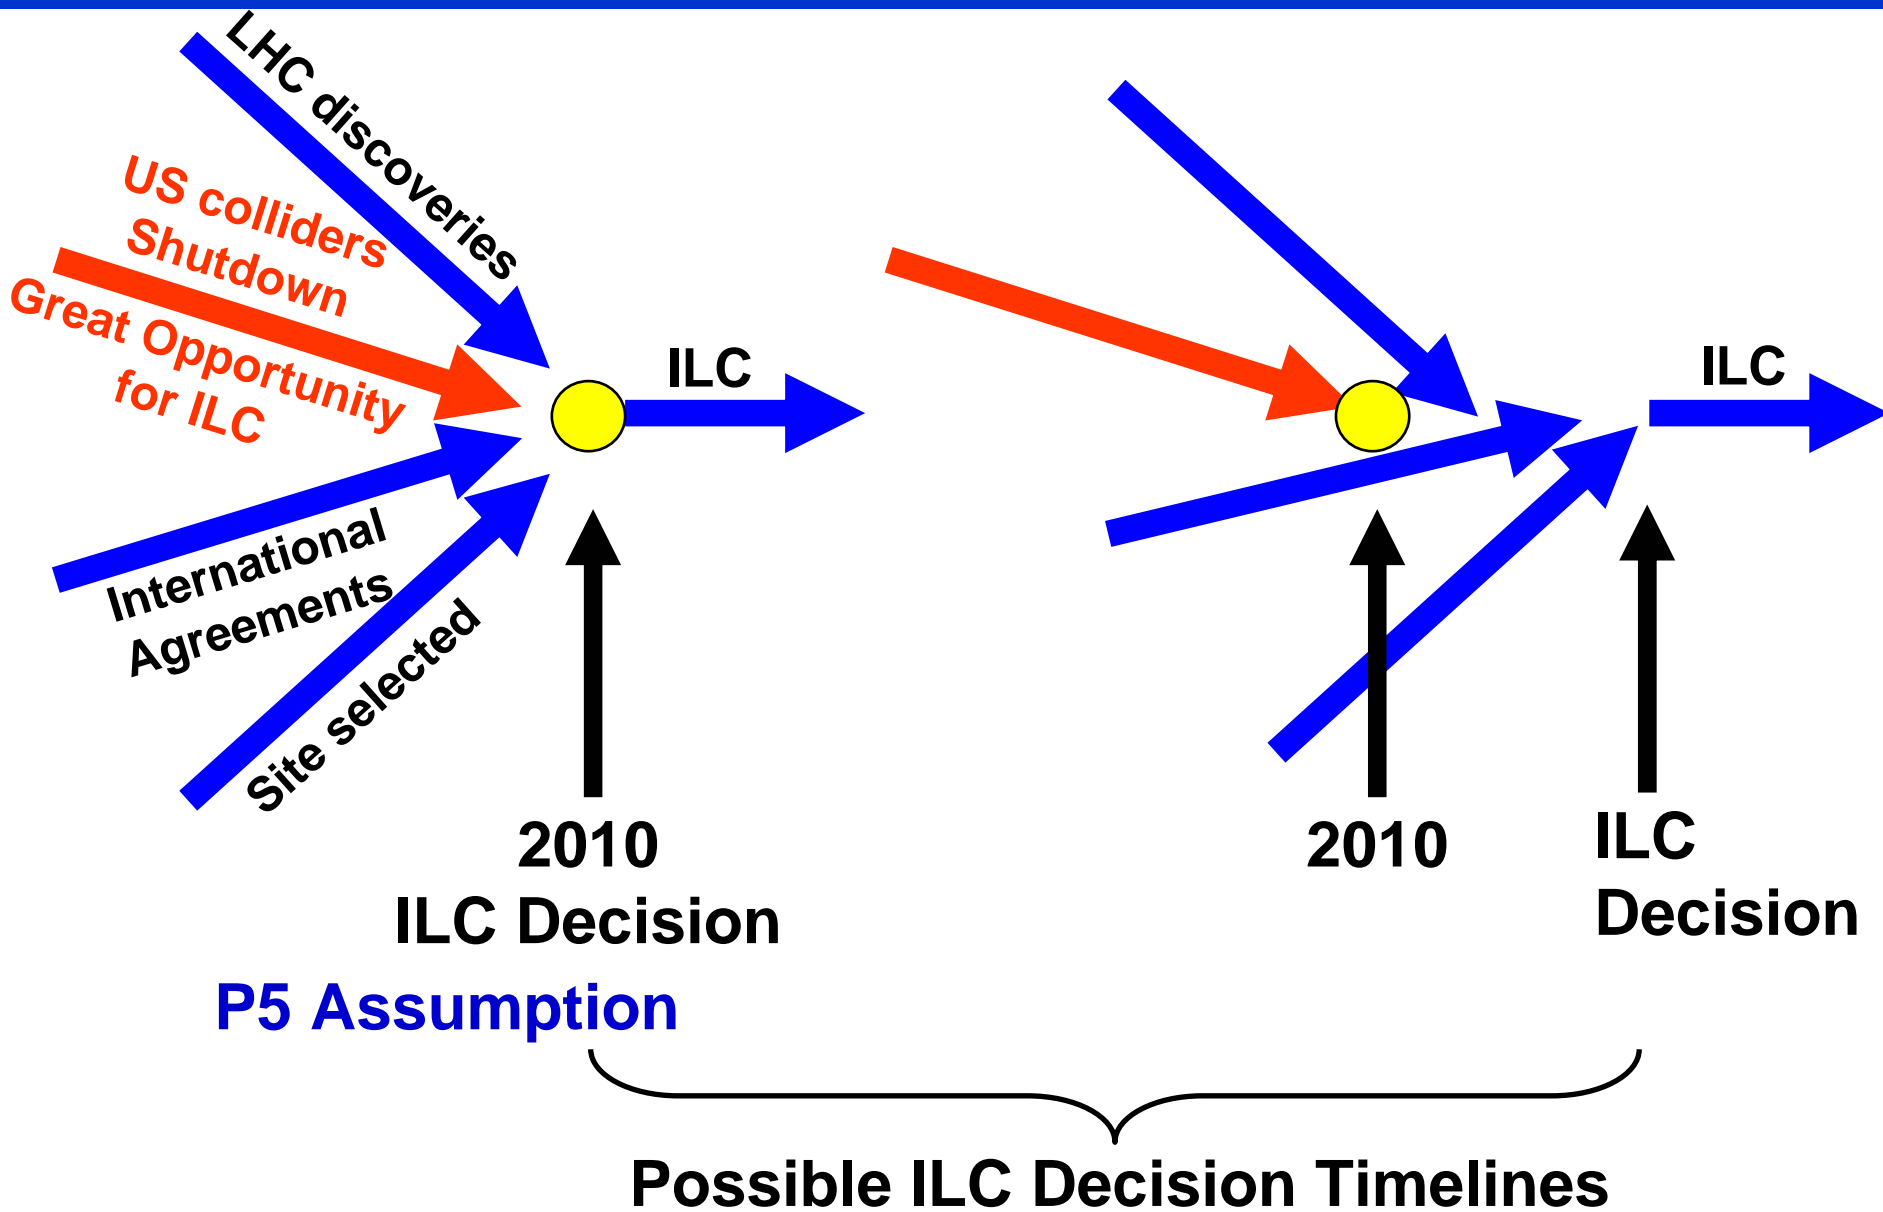 LHC discoveries
US colliders
Shutdown
Great Opportunity
for ILC
International
Agreements
Site selected
ILC
ILC
2010
ILC Decision
P5 Assumption
2010
ILC
Decision
Possible ILC Decision Timelines